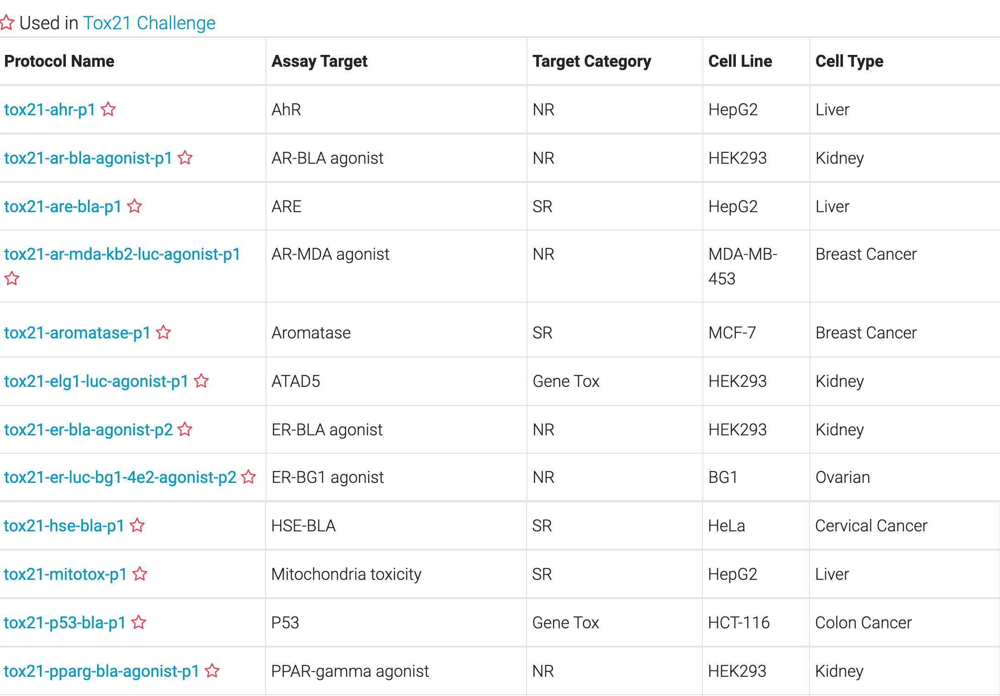 Used in Tox21 Challenge
Protocol Name Assay Target Target Category Cell Line Cell Type
tox21-ahr-p1 AhR NR HepG2 Liver
tox21-ar-bla-agonist-p1 AR-BLA agonist NR HEK293 Kidney
tox21-are-bla-p1 ARE SR HepG2 Liver
tox21-ar-mda-kb2-luc-agonist-p1 AR-MDA agonist NR MDA-MB- Breast Cancer
453
tox21-aromatase-p1 Aromatase SR MCF-7 Breast Cancer
tox21-elg1-luc-agonist-p1 ATAD5 Gene Tox HEK293 Kidney
tox21-er-bla-agonist-p2 ER-BLA agonist NR HEK293 Kidney
tox21-er-luc-bg1-4e2-agonist-p2 ER-BG1 agonist NR BG1 Ovarian
tox21-hse-bla-p1 HSE-BLA SR HeLa Cervical Cancer
tox21-mitotox-p1 Mitochondria toxicity SR HepG2 Liver
tox21-p53-bla-p1 P53 Gene Tox HCT-116 Colon Cancer
tox21-pparg-bla-agonist-p1 PPAR-gamma agonist NR HEK293 Kidney